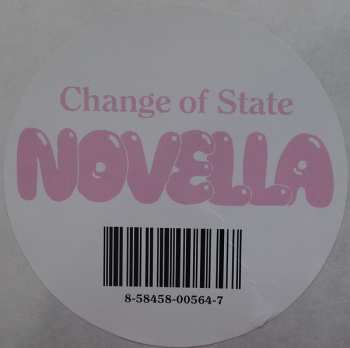 Change of State
NOVELLA
8-58458-00564-7